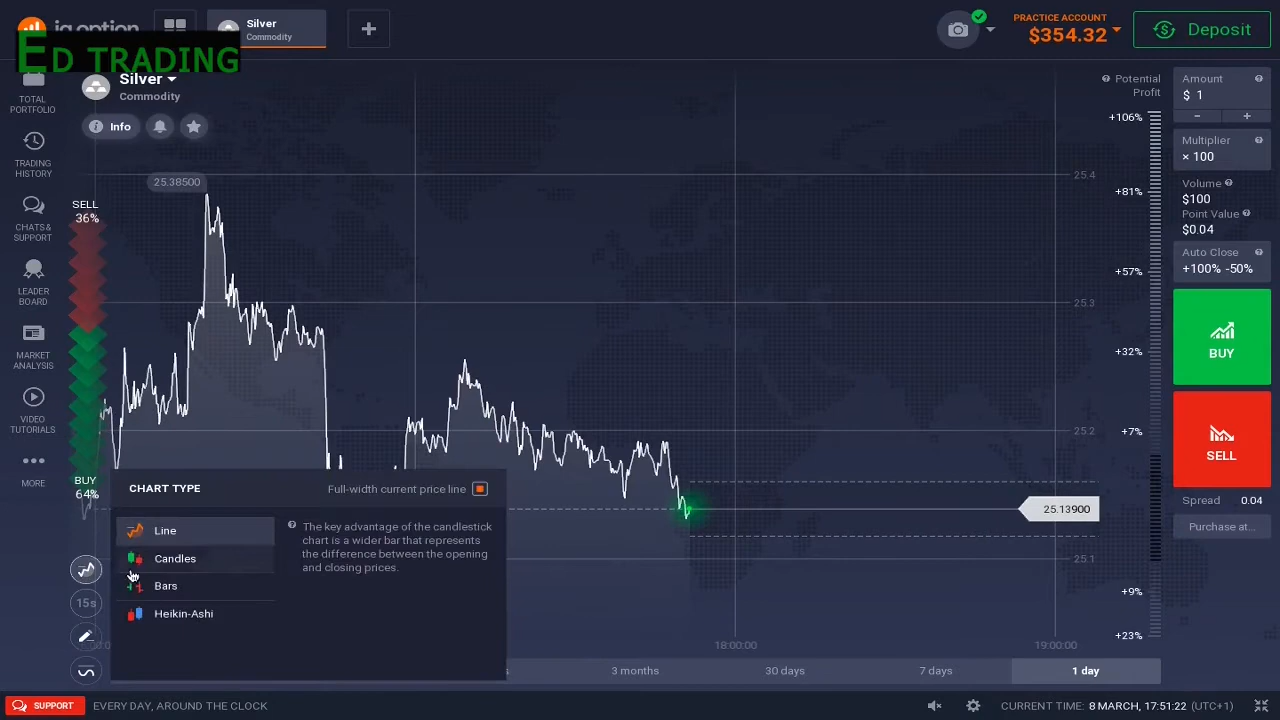 iq option
ED TRADING
Silver
Commodity
PRACTICE ACCOUNT
$354.32
Deposit
TOTAL
PORTFOLIO
TRADING
HISTORY
CHATS &
SUPPORT
LEADER
BOARD
MARKET
ANALYSIS
VIDEO
TUTORIALS
MORE
Silver
Commodity
Info
25.38500
SELL
36%
BUY
64%
15s
CHART TYPE
Full-width current price line
Line
Candles
Bars
Heikin-Ashi
The key advantage of the candlestick
chart is a wider bar that represents
the difference between the opening
and closing prices.
25.4
25.3
25.2
25.1
25.13900
18:00:00
19:00:00
3 months
30 days
7 days
1 day
Potential
Profit
+106%
+81%
+57%
+32%
+7%
+9%
+23%
Amount
$ 1
-
+
Multiplier
× 100
Volume
$100
Point Value
$0.04
Auto Close
+100% -50%
BUY
SELL
Spread 0.04
Purchase at...
SUPPORT
EVERY DAY, AROUND THE CLOCK
CURRENT TIME: 8 MARCH, 17:51:22 (UTC+1)